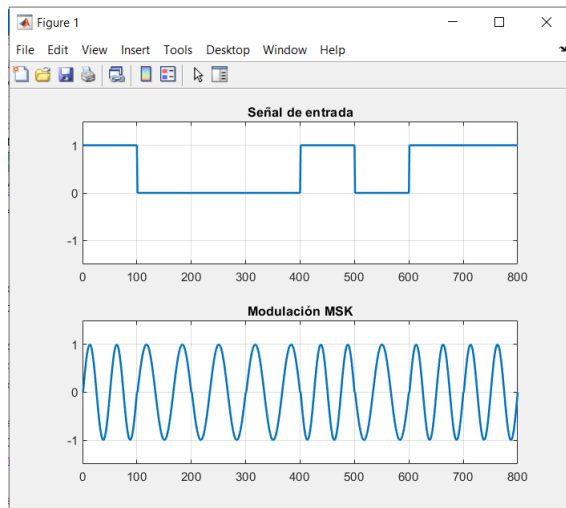 Figure 1
File Edit View Insert Tools Desktop Window Help
Señal de entrada
1
0
-1
0 100 200 300 400 500 600 700 800
Modulación MSK
1
0
-1
0 100 200 300 400 500 600 700 800